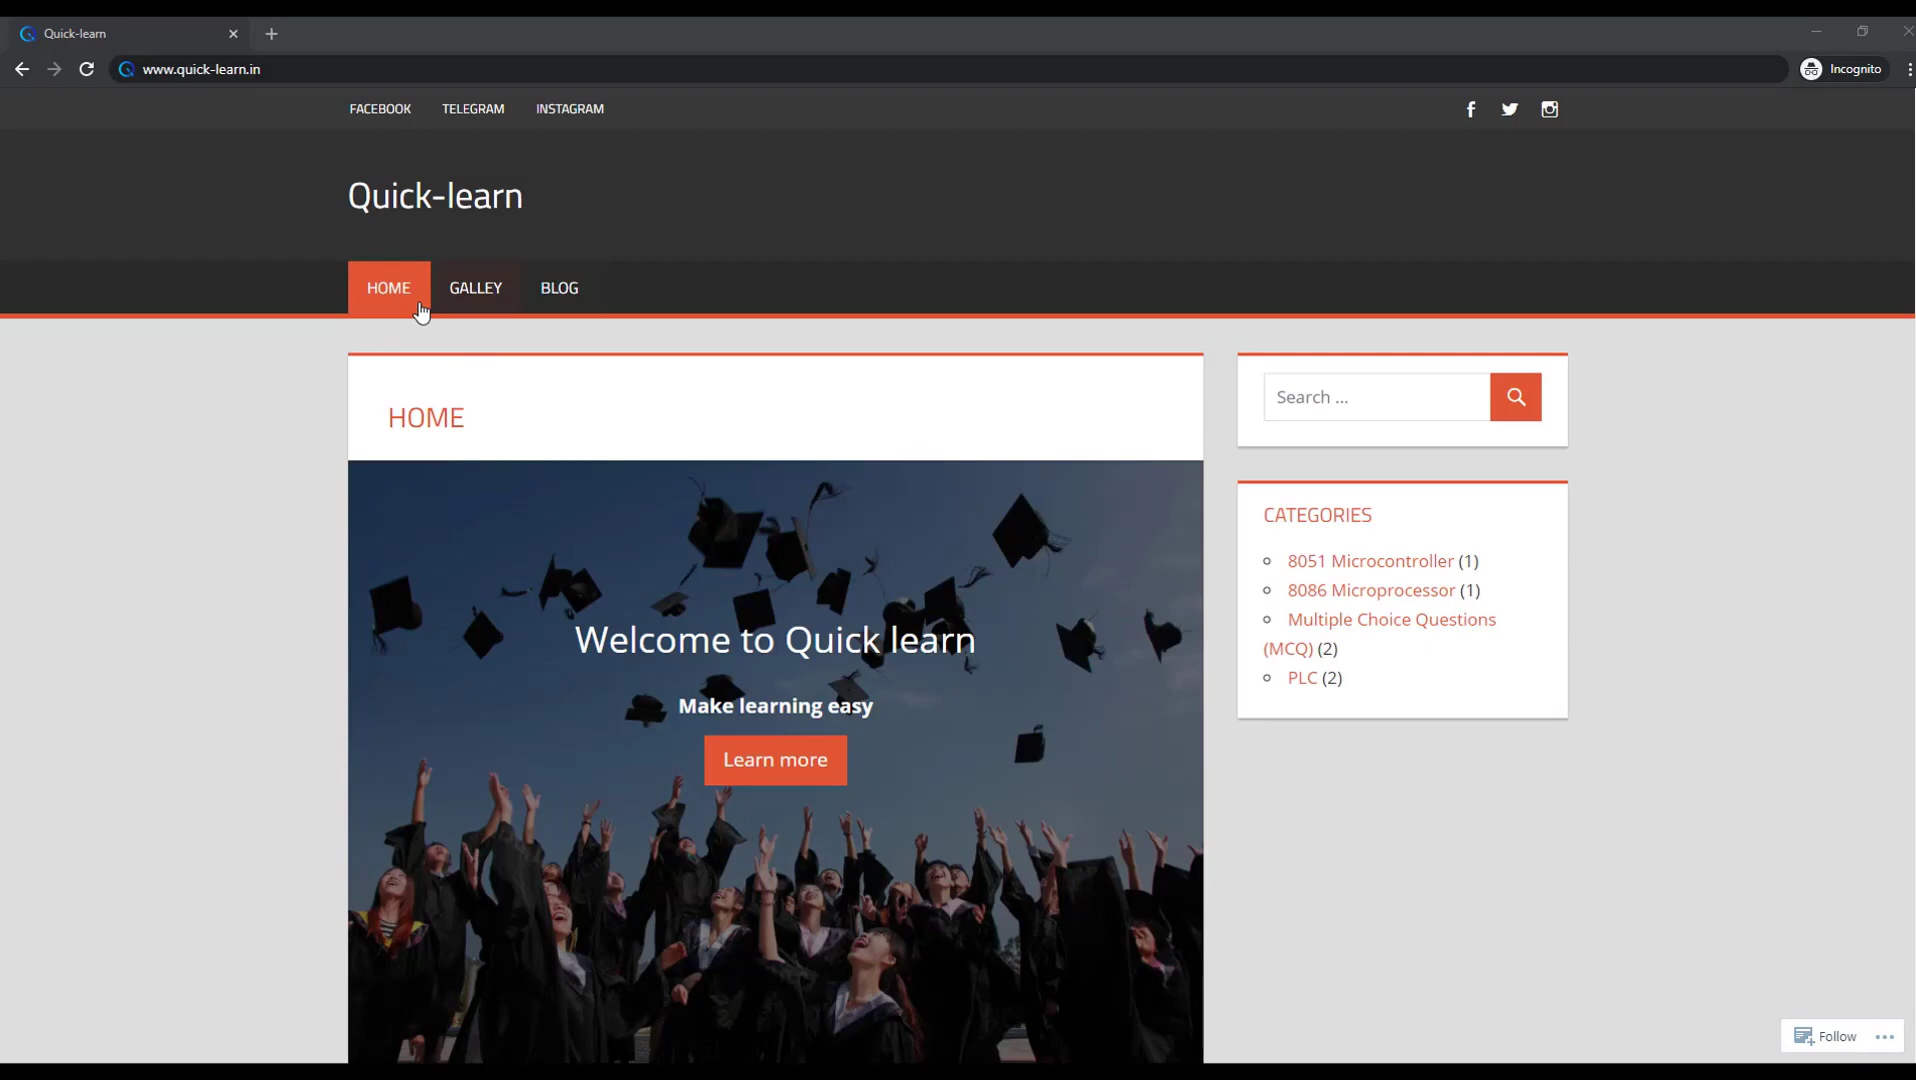 Quick-learn
www.quick-learn.in
Incognito
FACEBOOK TELEGRAM INSTAGRAM
Quick-learn
HOME GALLEY BLOG
HOME
Search ...
Welcome to Quick learn
Make learning easy
Learn more
CATEGORIES
8051 Microcontroller (1)
8086 Microprocessor (1)
Multiple Choice Questions
(MCQ) (2)
PLC (2)
Follow